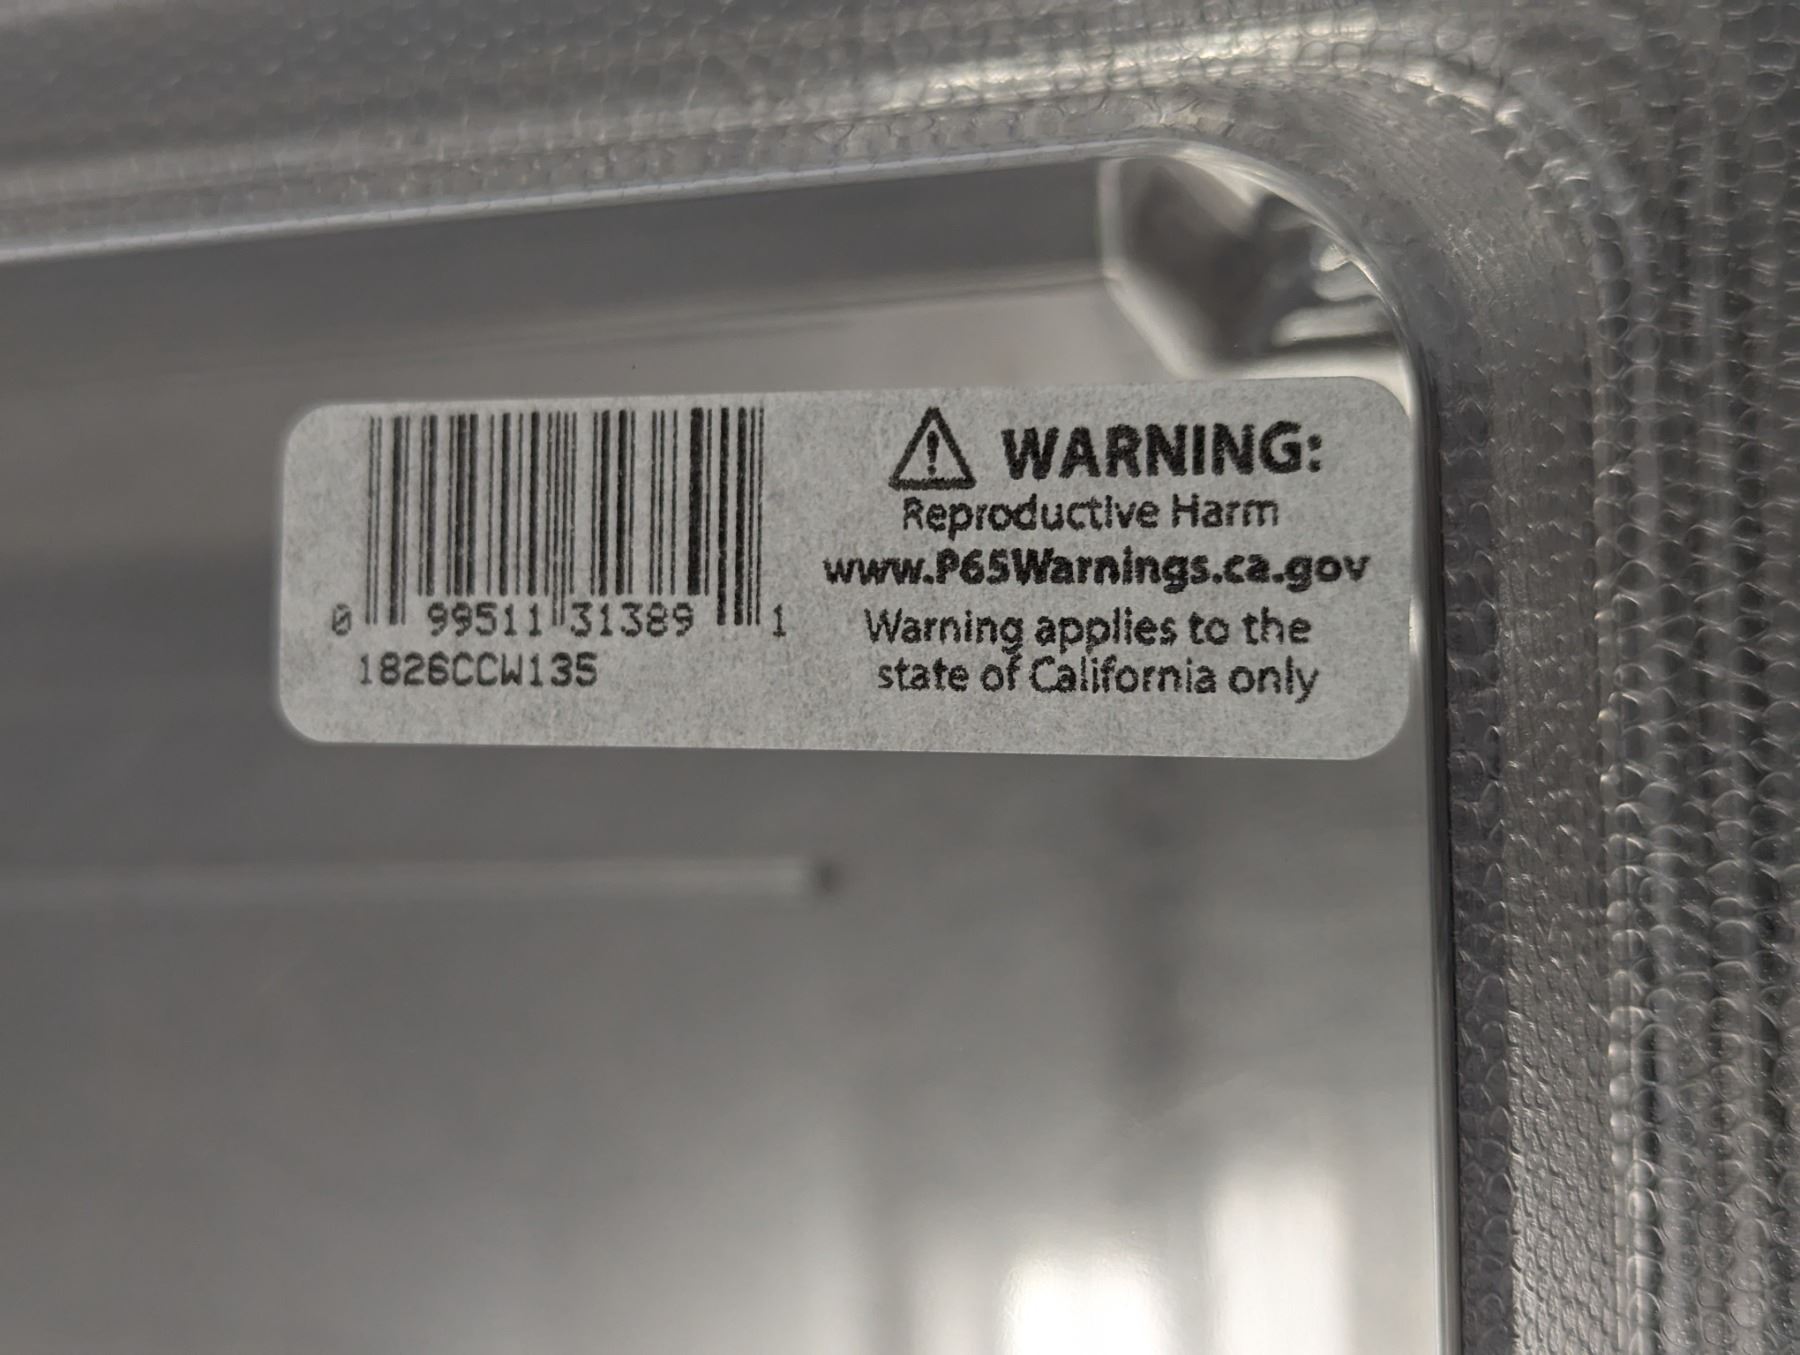 0 99511 31389 1
1826CCW135
WARNING:
Reproductive Harm
www.P65Warnings.ca.gov
Warning applies to the
state of California only